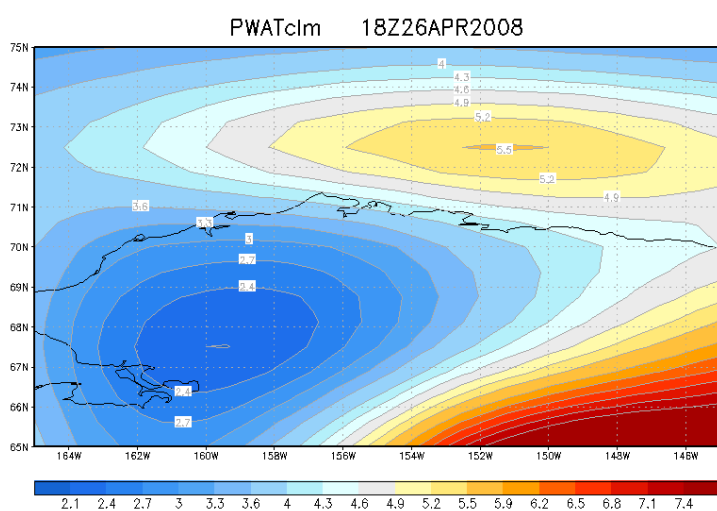 PWATclm 18Z26APR2008
75N
4
74N
4.3
4.6
4.9
73N
5.2
5.5
72N
5.2
4.9
71N
3.6
3.3
70N
3
2.7
69N
2.4
68N
67N
2.4
66N
2.7
65N
164W 162W 160W 158W 156W 154W 152W 150W 148W 146W
2.1 2.4 2.7 3 3.3 3.6 4 4.3 4.6 4.9 5.2 5.5 5.9 6.2 6.5 6.8 7.1 7.4